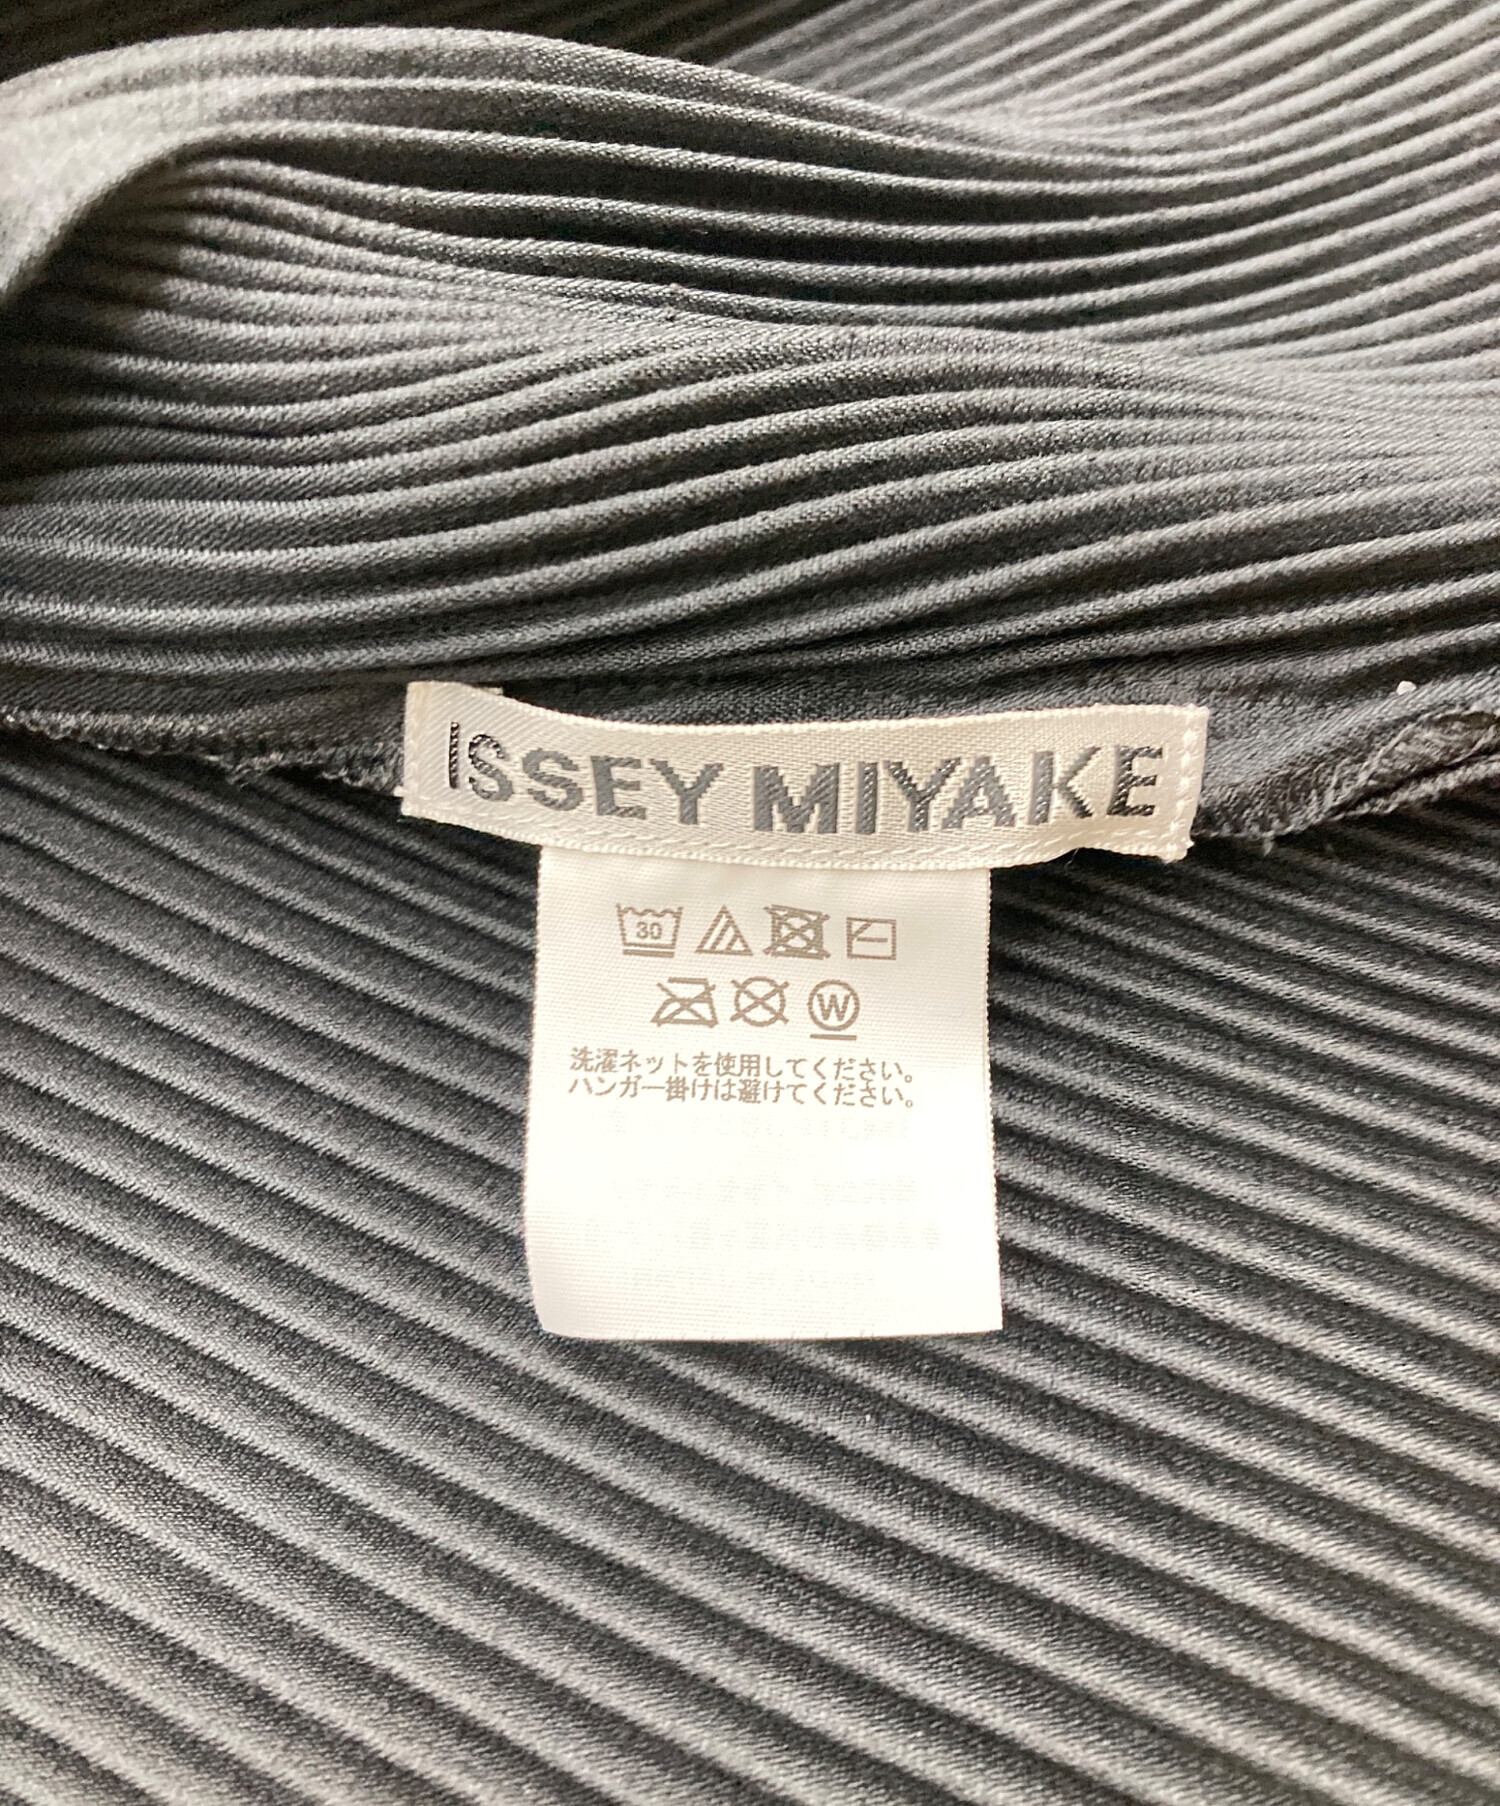 ISSEY MIYAKE
30
W
洗濯ネットを使用してください。
ハンガー掛けは避けてください。